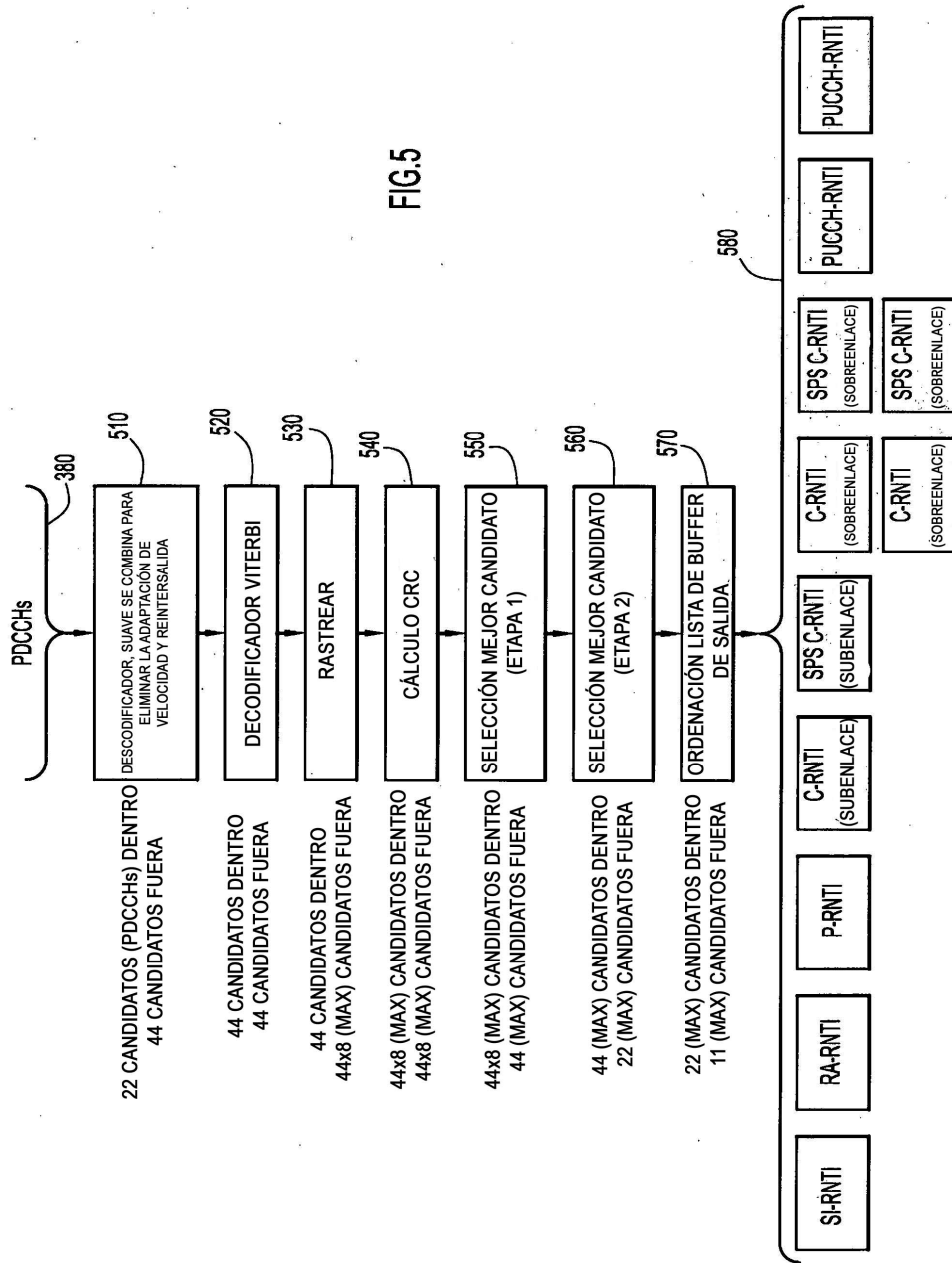 PDCCHs
380
22 CANDIDATOS (PDCCHs) DENTRO
44 CANDIDATOS FUERA
DESCODIFICADOR, SUAVE SE COMBINA PARA
ELIMINAR LA ADAPTACIÓN DE
VELOCIDAD Y REINTERSALIDA
510
44 CANDIDATOS DENTRO
44 CANDIDATOS FUERA
DECODIFICADOR VITERBI
520
44 CANDIDATOS DENTRO
44x8 (MAX) CANDIDATOS FUERA
RASTREAR
530
44x8 (MAX) CANDIDATOS DENTRO
44x8 (MAX) CANDIDATOS FUERA
CÁLCULO CRC
540
44x8 (MAX) CANDIDATOS DENTRO
44 (MAX) CANDIDATOS FUERA
SELECCIÓN MEJOR CANDIDATO
(ETAPA 1)
550
44 (MAX) CANDIDATOS DENTRO
22 (MAX) CANDIDATOS FUERA
SELECCIÓN MEJOR CANDIDATO
(ETAPA 2)
560
22 (MAX) CANDIDATOS DENTRO
11 (MAX) CANDIDATOS FUERA
ORDENACIÓN LISTA DE BUFFER
DE SALIDA
570
FIG.5
580
SI-RNTI
RA-RNTI
P-RNTI
C-RNTI
(SUBENLACE)
SPS C-RNTI
(SUBENLACE)
C-RNTI
(SOBREENLACE)
SPS C-RNTI
(SOBREENLACE)
PUCCH-RNTI
PUCCH-RNTI
C-RNTI
(SOBREENLACE)
SPS C-RNTI
(SOBREENLACE)